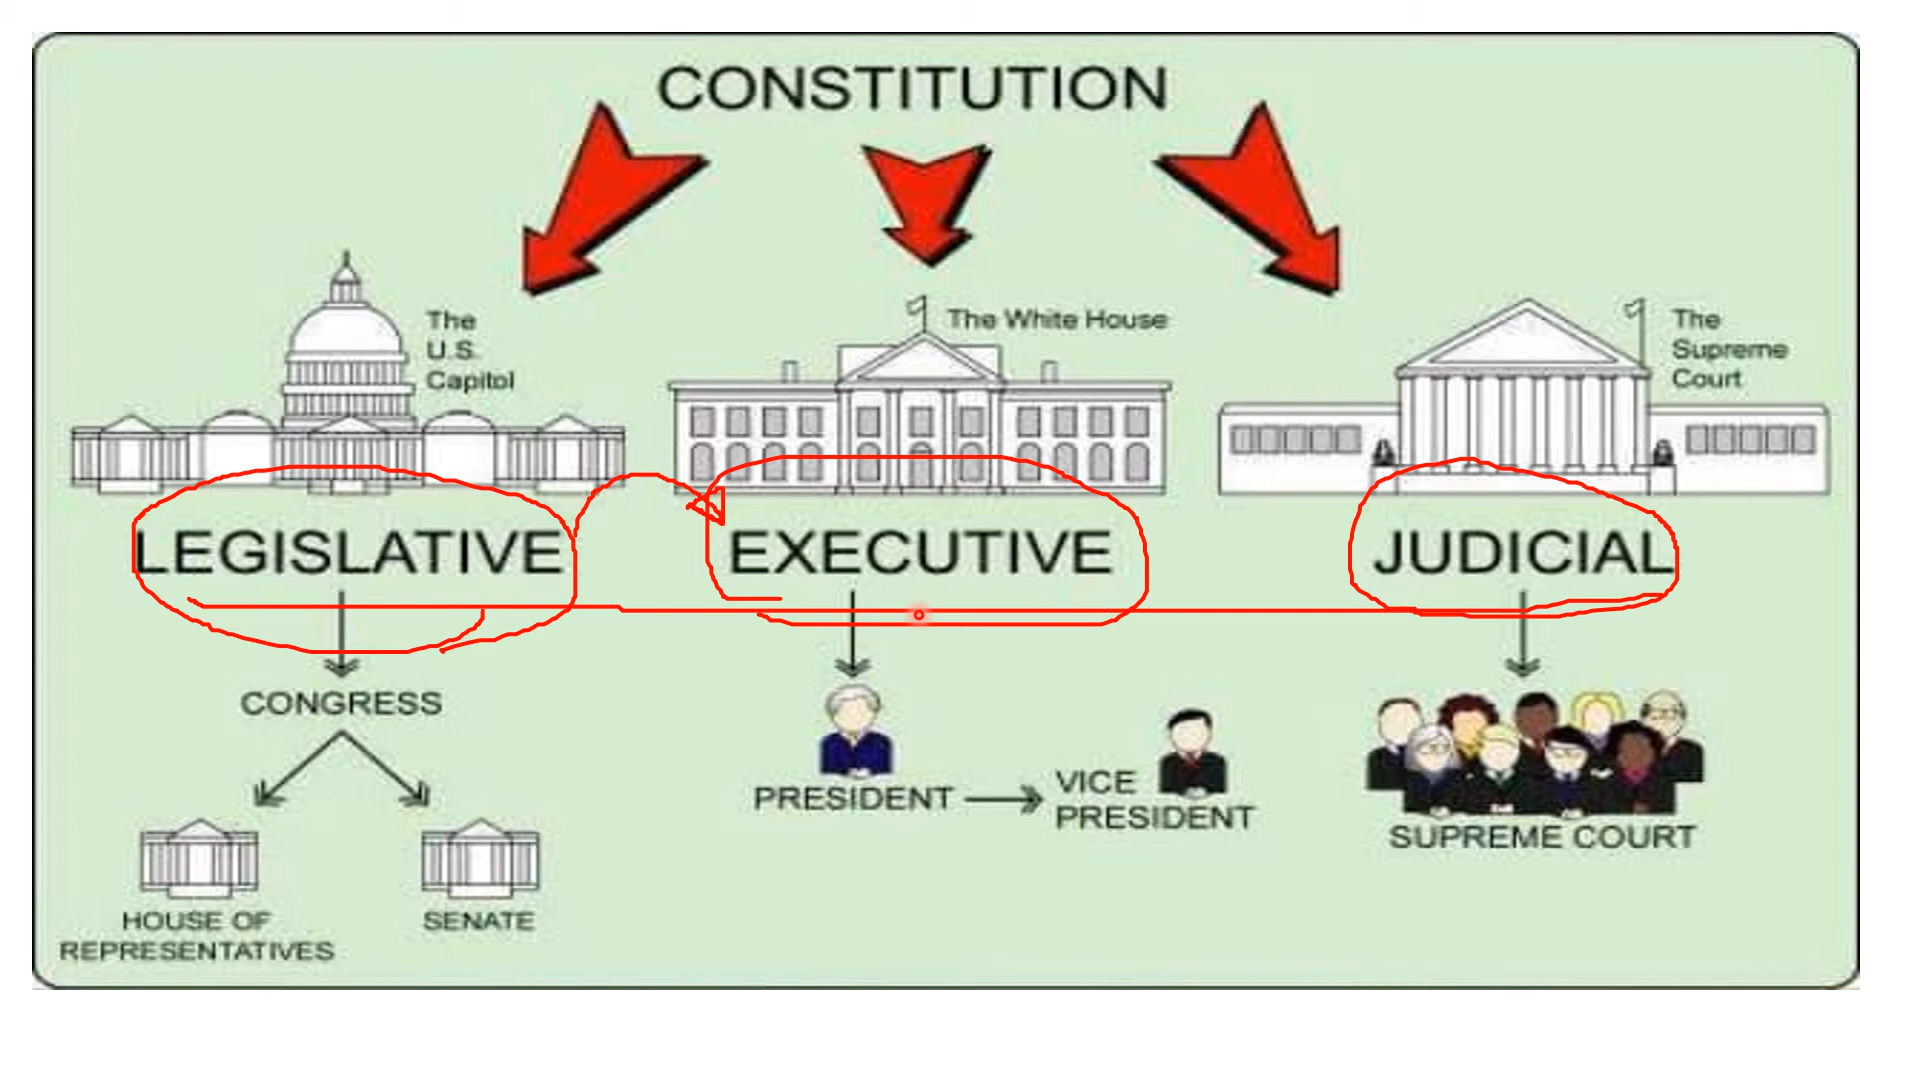 CONSTITUTION
The
U.S.
Capitol
The White House
The
Supreme
Court
LEGISLATIVE
EXECUTIVE
JUDICIAL
CONGRESS
HOUSE OF
REPRESENTATIVES
SENATE
PRESIDENT
VICE
PRESIDENT
SUPREME COURT